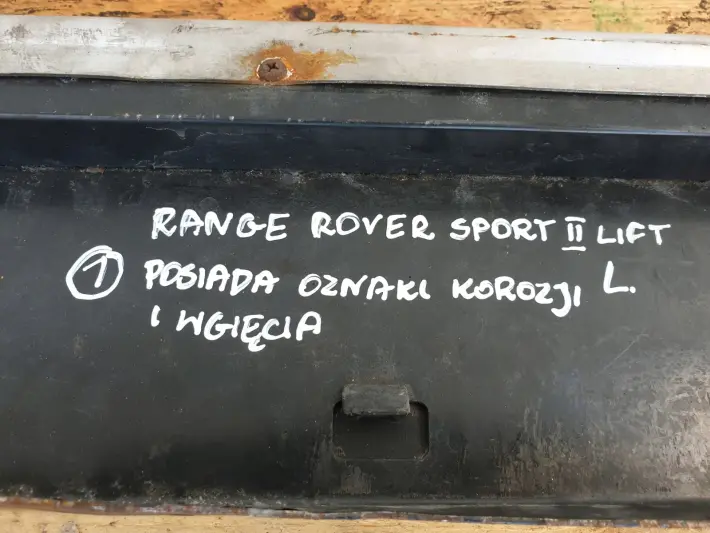 RANGE ROVER SPORT II LIFT
1 POSIADA OZNAKI KOROZJI L.
I WGIĘCIA